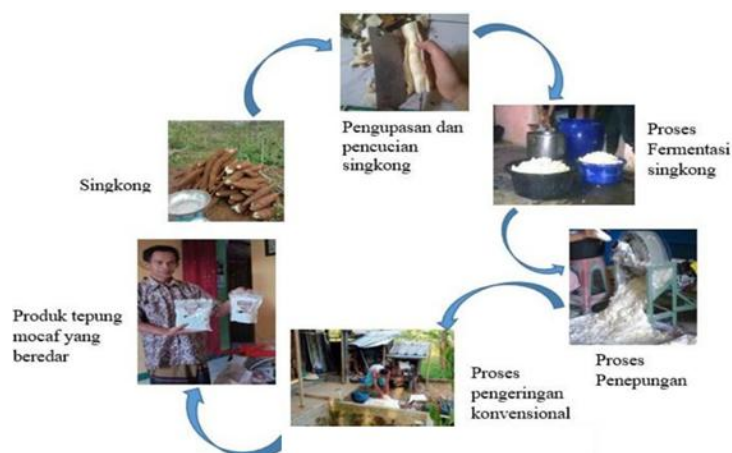 Singkong
Pengupasan dan
pencucian
singkong
Proses
Fermentasi
singkong
Proses
Penepungan
Proses
pengeringan
konvensional
Produk tepung
mocaf yang
beredar